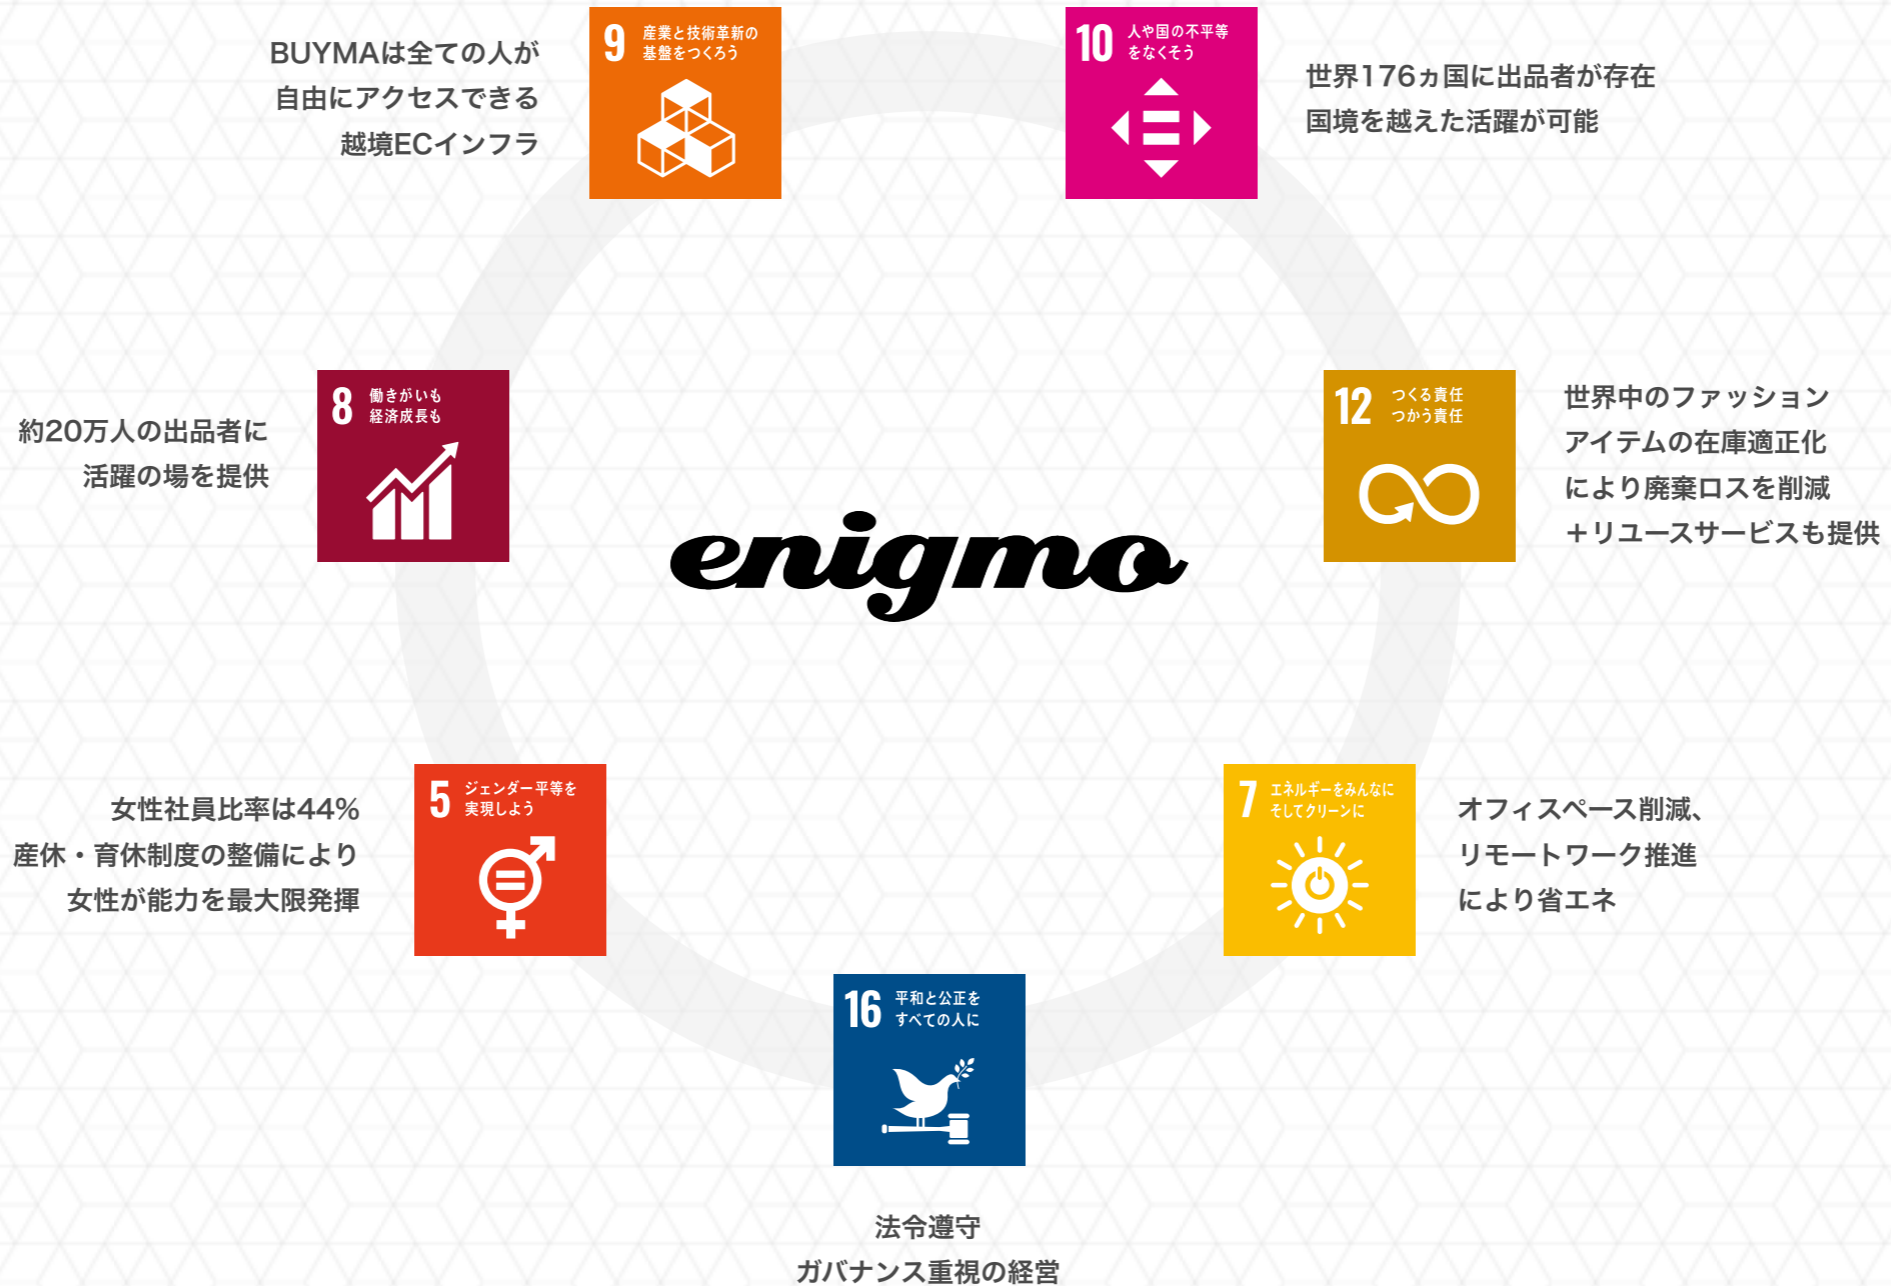 BUYMAは全ての人が
自由にアクセスできる
越境ECインフラ
9 産業と技術革新の
基盤をつくろう
10 人や国の不平等
をなくそう
世界176ヵ国に出品者が存在
国境を越えた活躍が可能
約20万人の出品者に
活躍の場を提供
8 働きがいも
経済成長も
12 つくる責任
つかう責任
世界中のファッション
アイテムの在庫適正化
により廃棄ロスを削減
＋リユースサービスも提供
enigmo
女性社員比率は44%
産休・育休制度の整備により
女性が能力を最大限発揮
5 ジェンダー平等を
実現しよう
7 エネルギーをみんなに
そしてクリーンに
オフィスペース削減、
リモートワーク推進
により省エネ
16 平和と公正を
すべての人に
法令遵守
ガバナンス重視の経営